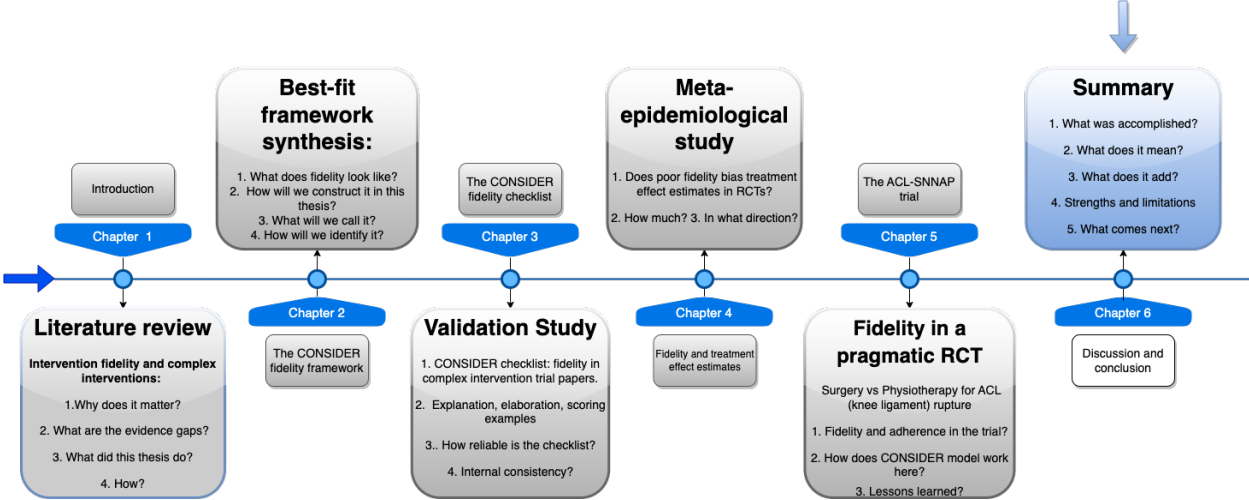 Introduction
Chapter 1
Literature review
Intervention fidelity and complex
interventions:
1.Why does it matter?
2. What are the evidence gaps?
3. What did this thesis do?
4. How?
Best-fit
framework
synthesis:
1. What does fidelity look like?
2. How will we construct it in this
thesis?
3. What will we call it?
4. How will we identify it?
Chapter 2
The CONSIDER
fidelity framework
The CONSIDER
fidelity checklist
Chapter 3
Validation Study
1. CONSIDER checklist: fidelity in
complex intervention trial papers.
2. Explanation, elaboration, scoring
examples
3.. How reliable is the checklist?
4. Internal consistency?
Meta-
epidemiological
study
1. Does poor fidelity bias treatment
effect estimates in RCTs?
2. How much? 3. In what direction?
Chapter 4
Fidelity and treatment
effect estimates
The ACL-SNNAP
trial
Chapter 5
Fidelity in a
pragmatic RCT
Surgery vs Physiotherapy for ACL
(knee ligament) rupture
1. Fidelity and adherence in the trial?
2. How does CONSIDER model work
here?
3. Lessons learned?
Summary
1. What was accomplished?
2. What does it mean?
3. What does it add?
4. Strengths and limitations
5. What comes next?
Chapter 6
Discussion and
conclusion